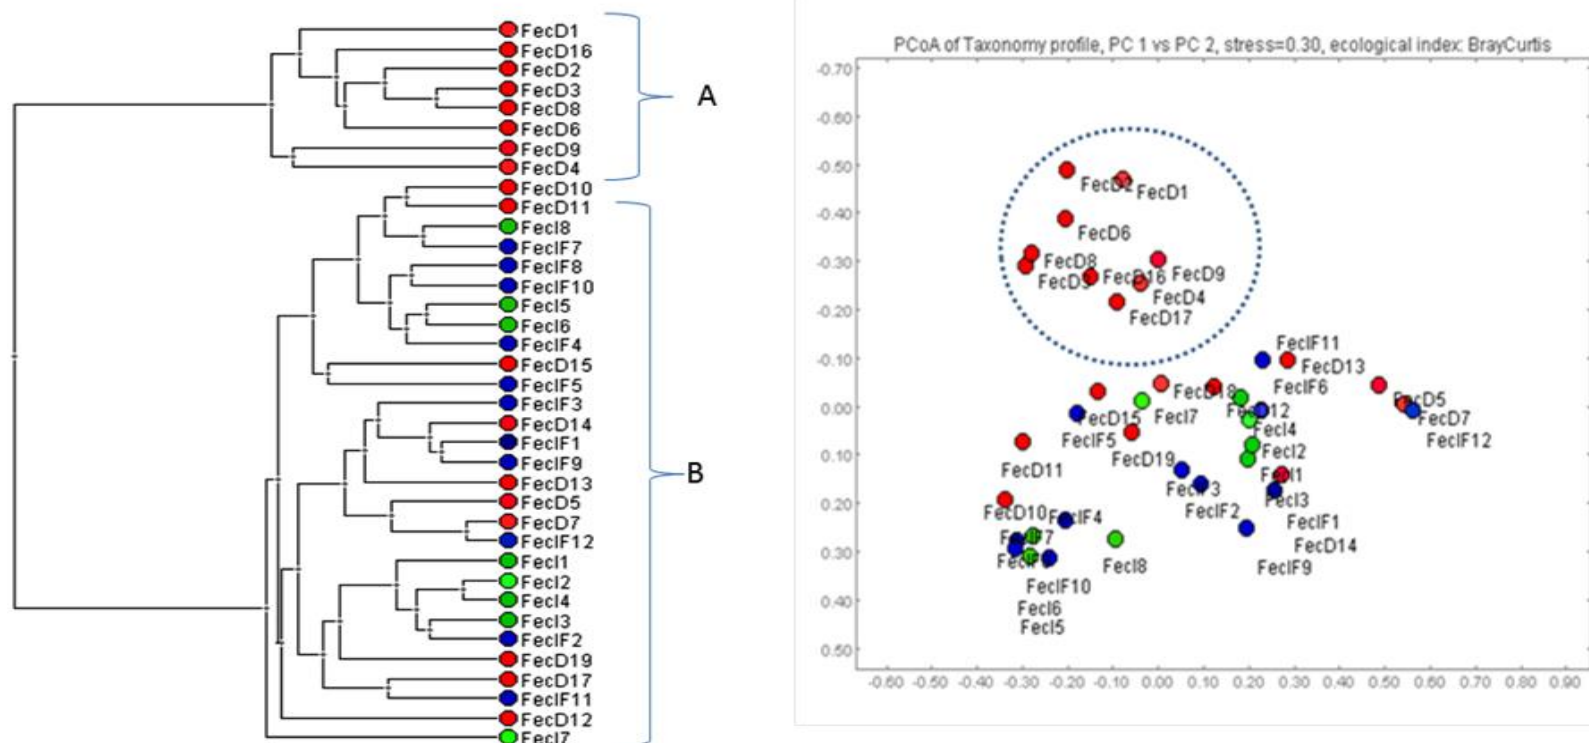 FecD1
FecD16
FecD2
FecD3
FecD8
FecD6
FecD9
FecD4
A
FecD10
FecD11
FecI8
FecIF7
FecIF8
FecIF10
FecI5
FecI6
FecIF4
FecD15
FecIF5
FecIF3
FecD14
FecIF1
FecIF9
FecD13
FecD5
FecD7
FecIF12
FecI1
FecI2
FecI4
FecI3
FecIF2
FecD19
FecD17
FecIF11
FecD12
FecI7
B
PCoA of Taxonomy profile, PC 1 vs PC 2, stress=0.30, ecological index: BrayCurtis
-0.70
-0.60
-0.50
-0.40
-0.30
-0.20
-0.10
0.00
0.10
0.20
0.30
0.40
0.50
FecD2
FecD1
FecD6
FecD8
FecD16
FecD9
FecD4
FecD17
FecIF11
FecD13
FecIF6
FecD18
FecD5
FecD7
FecIF12
FecD15
FecI7
FecI4
FecIF5
FecD19
FecI2
FecD11
FecI1
FecIF3
FecI3
FecD10
FecIF4
FecIF2
FecIF1
FecD14
FecI8
FecIF9
FecIF10
FecI6
FecI5
-0.60 -0.50 -0.40 -0.30 -0.20 -0.10 0.00 0.10 0.20 0.30 0.40 0.50 0.60 0.70 0.80 0.90